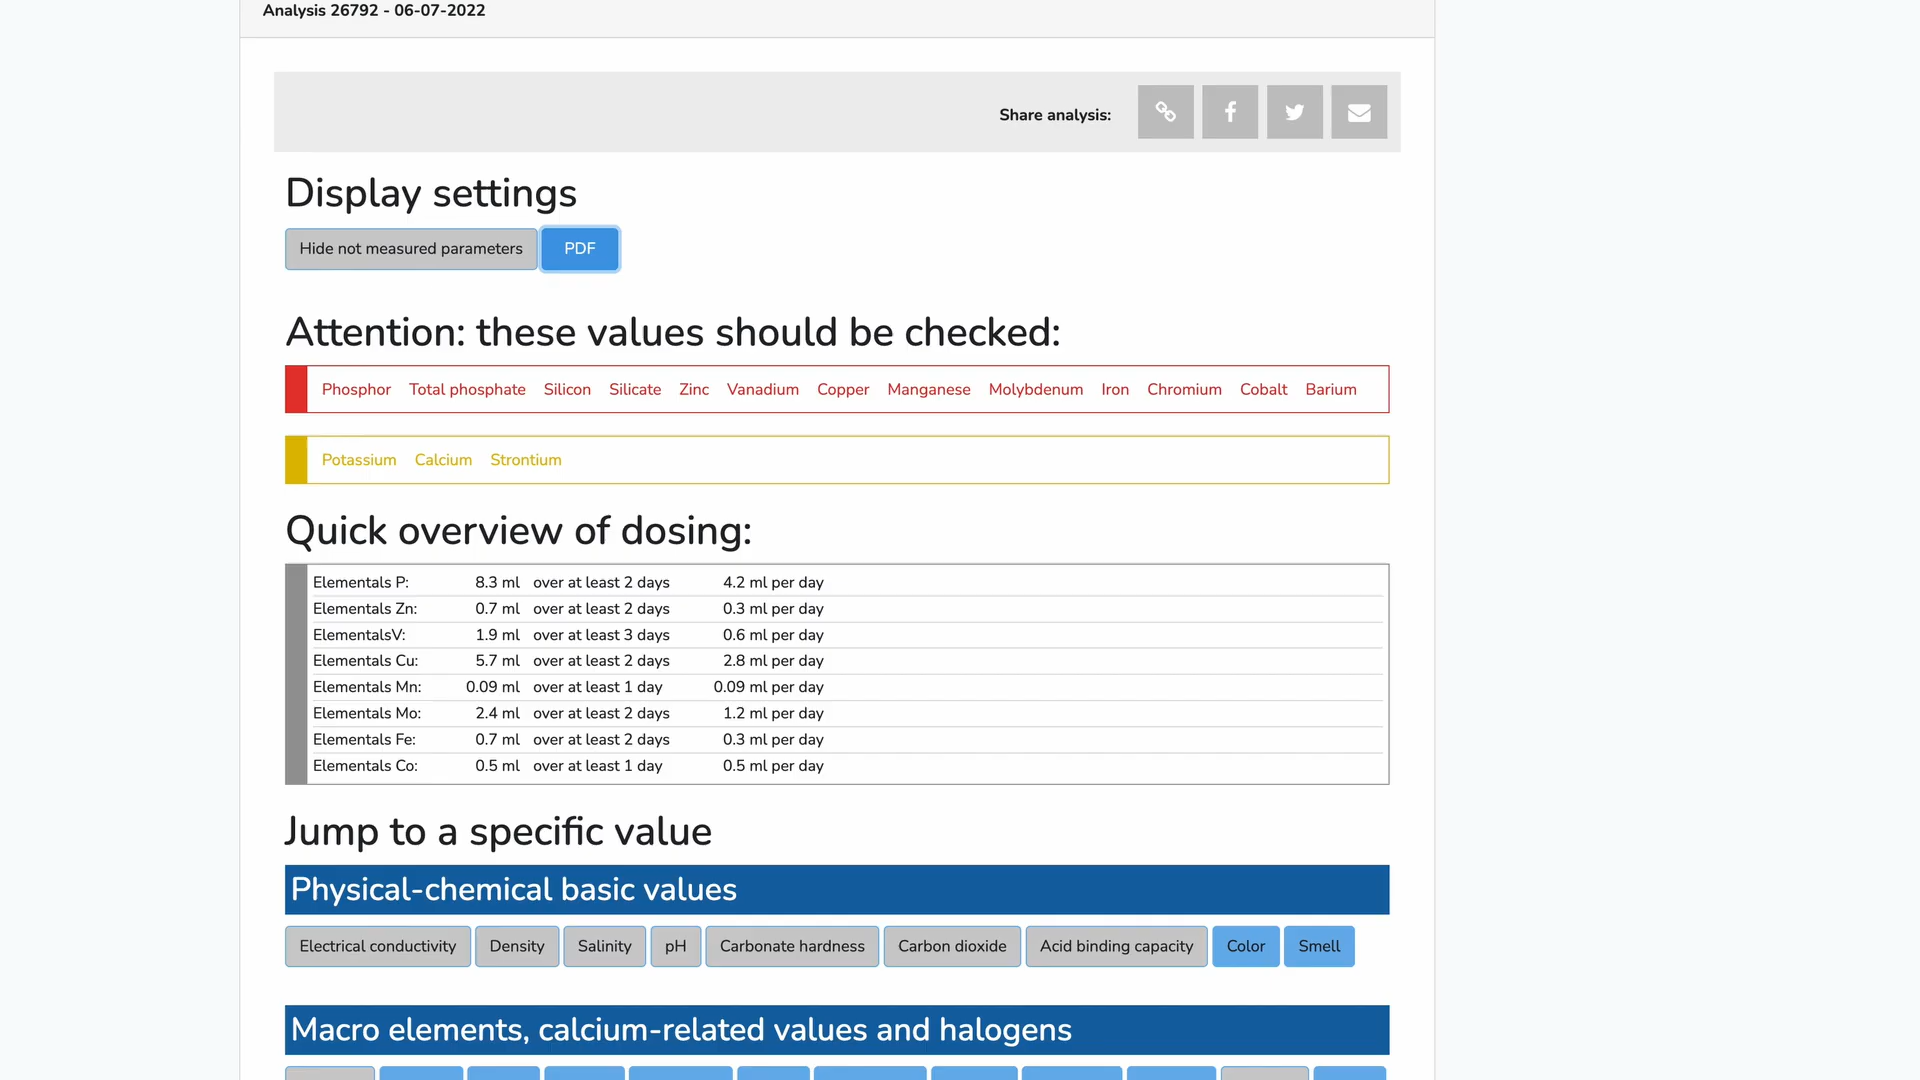 Analysis 26792 - 06-07-2022
Share analysis:
Display settings
Hide not measured parameters PDF
Attention: these values should be checked:
Phosphor Total phosphate Silicon Silicate Zinc Vanadium Copper Manganese Molybdenum Iron Chromium Cobalt Barium
Potassium Calcium Strontium
Quick overview of dosing:
Elementals P: 8.3 ml over at least 2 days 4.2 ml per day
Elementals Zn: 0.7 ml over at least 2 days 0.3 ml per day
ElementalsV: 1.9 ml over at least 3 days 0.6 ml per day
Elementals Cu: 5.7 ml over at least 2 days 2.8 ml per day
Elementals Mn: 0.09 ml over at least 1 day 0.09 ml per day
Elementals Mo: 2.4 ml over at least 2 days 1.2 ml per day
Elementals Fe: 0.7 ml over at least 2 days 0.3 ml per day
Elementals Co: 0.5 ml over at least 1 day 0.5 ml per day
Jump to a specific value
Physical-chemical basic values
Electrical conductivity Density Salinity pH Carbonate hardness Carbon dioxide Acid binding capacity Color Smell
Macro elements, calcium-related values and halogens